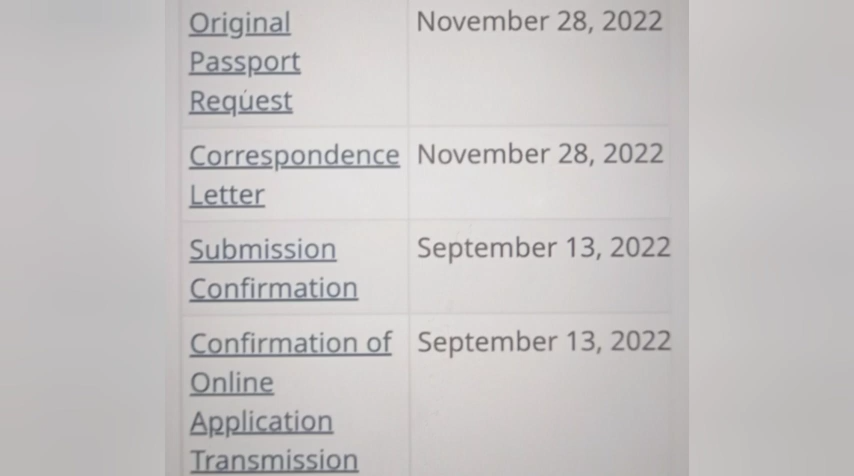 Original November 28, 2022
Passport
Request
Correspondence November 28, 2022
Letter
Submission September 13, 2022
Confirmation
Confirmation of September 13, 2022
Online
Application
Transmission